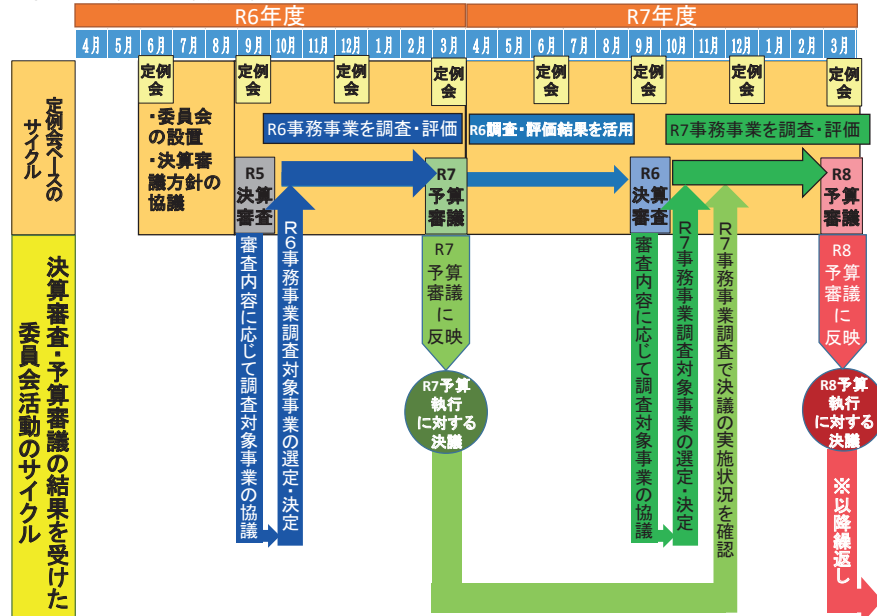 R6年度
R7年度
4月 5月 6月 7月 8月 9月 10月 11月 12月 1月 2月 3月 4月 5月 6月 7月 8月 9月 10月 11月 12月 1月 2月 3月
定例会ベースの
サイクル
定例
会
定例
会
定例
会
定例
会
定例
会
定例
会
定例
会
定例
会
・委員会
の設置
・決算審
議方針の
協議
R6事務事業を調査・評価
R6調査・評価結果を活用
R7事務事業を調査・評価
R5
決算
審査
R7
予算
審議
R6
決算
審査
R8
予算
審議
決算審査・予算審議の結果を受けた
委員会活動のサイクル
審査内容に応じて調査対象事業の協議
R6事務事業調査対象事業の選定・決定
R7
予算
審議
に
反映
R7予算
執行
に対する
決議
審査内容に応じて調査対象事業の協議
R7事務事業調査対象事業の選定・決定
R7事務事業調査で決議の実施状況を確認
R8
予算
審議
に
反映
R8予算
執行
に対する
決議
※以降繰返し